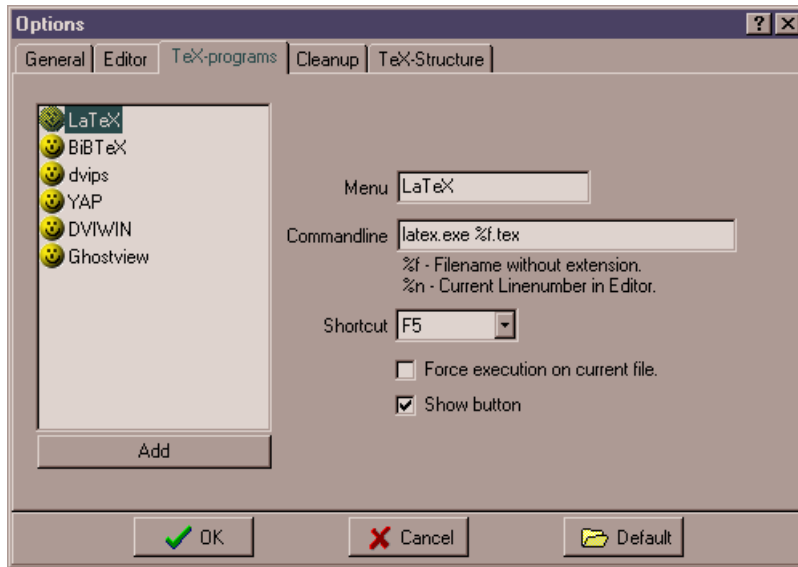 Options
General Editor TeX-programs Cleanup TeX-Structure
LaTeX
BiBTeX
dvips
YAP
DVIWIN
Ghostview
Add
Menu LaTeX
Commandline latex.exe %f.tex
%f - Filename without extension.
%n - Current Linenumber in Editor.
Shortcut F5
Force execution on current file.
Show button
OK Cancel Default